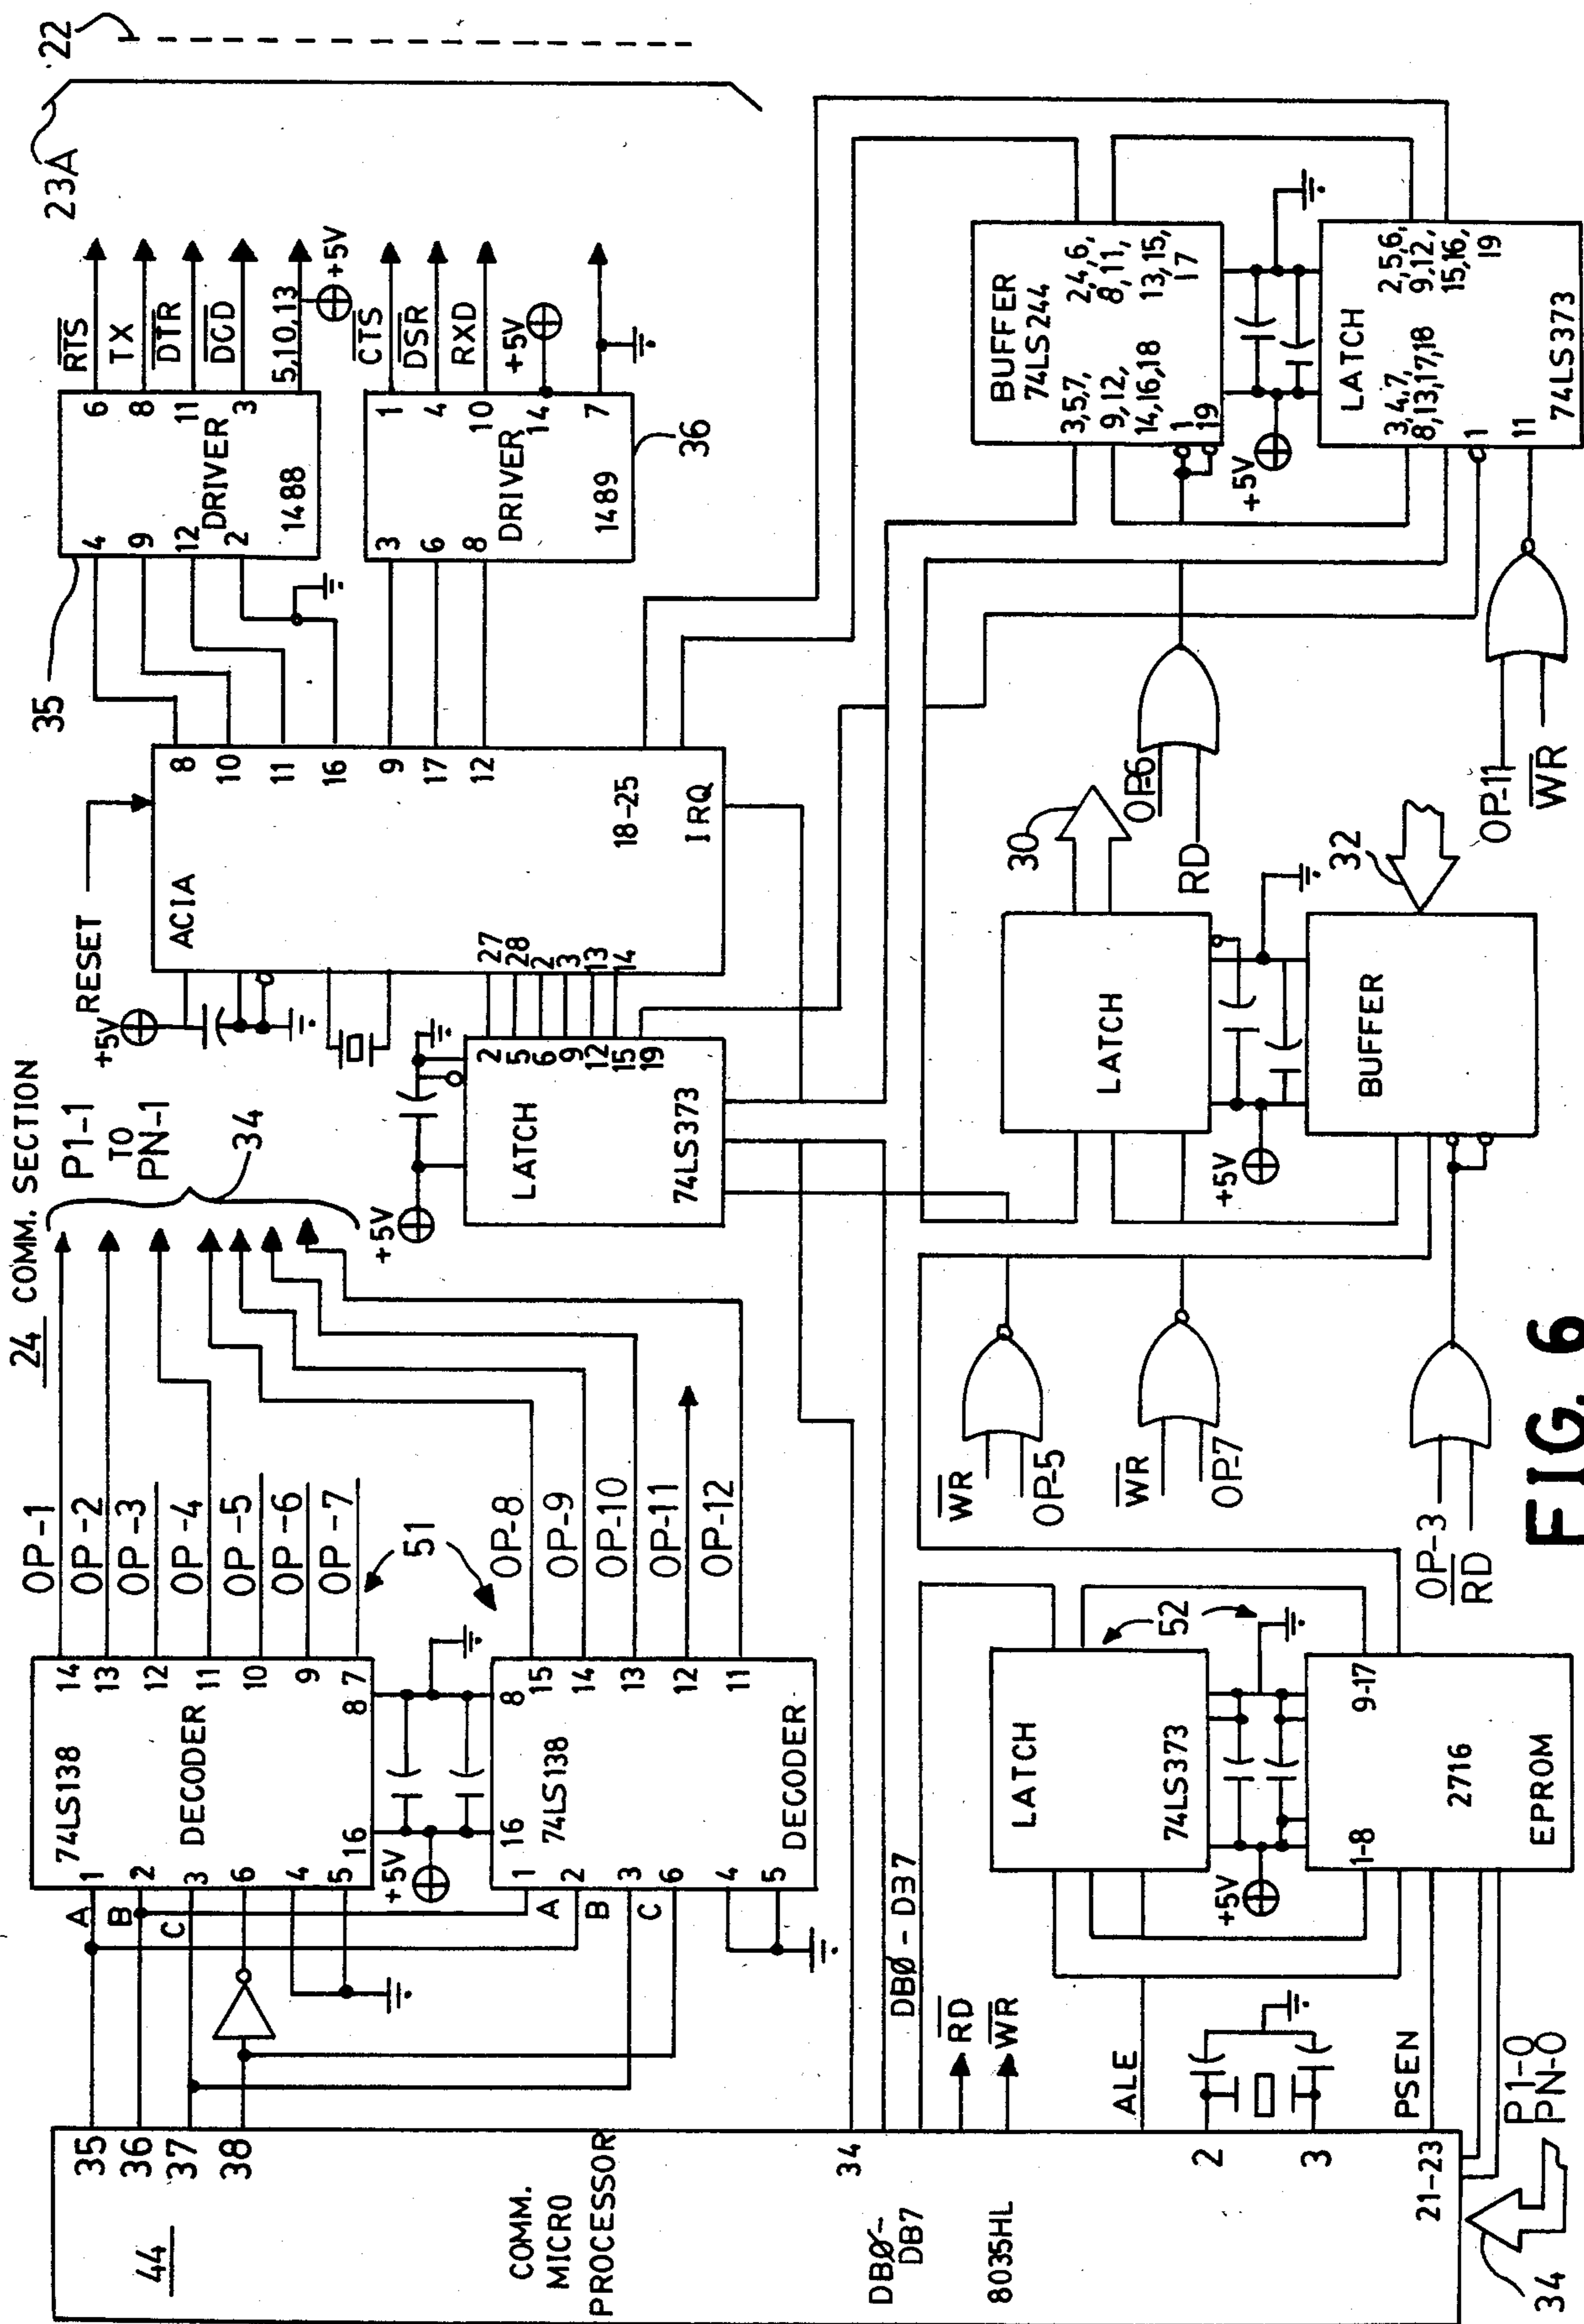 24 COMM. SECTION
22
23A
44
35
36
37
38
COMM.
MICRO
PROCESSOR
34
DBØ-
DB7
8035HL
2
3
21-23
34
P1-0
PN-0
A
B
C
1
2
3
6
4
5
74LS138
DECODER
16
8
14
13
12
11
10
9
7
OP-1
OP-2
OP-3
OP-4
OP-5
OP-6
OP-7
51
+5V
16
8
74LS138
DECODER
1
2
3
6
4
5
A
B
C
15
14
13
12
11
OP-8
OP-9
OP-10
OP-11
OP-12
P1-1
TO
PN-1
34
DBØ - D37
RD
WR
ALE
PSEN
LATCH
74LS373
52
+5V
1-8
9-17
2716
EPROM
RESET
+5V
ACIA
27
28
2
3
13
14
8
10
11
16
9
17
12
18-25
IRQ
+5V
LATCH
74LS373
2
5
6
9
12
15
19
35
4
9
12
2
DRIVER
1488
6
8
11
3
RTS
TX
DTR
DCD
5,10,13
+5V
3
6
8
DRIVER
1489
1
4
10
14
7
CTS
DSR
RXD
+5V
36
WR
OP-5
WR
OP-7
OP-3
RD
LATCH
30
+5V
BUFFER
32
OP-6
RD
OP-11
WR
BUFFER
74LS244
3,5,7,
9,12,
14,16,18
1
19
2,4,6,
8,11,
13,15,
17
+5V
LATCH
3,4,7,
8,13,17,18
1
11
2,5,6,
9,12,
15,16,
19
74LS373
FIG. 6